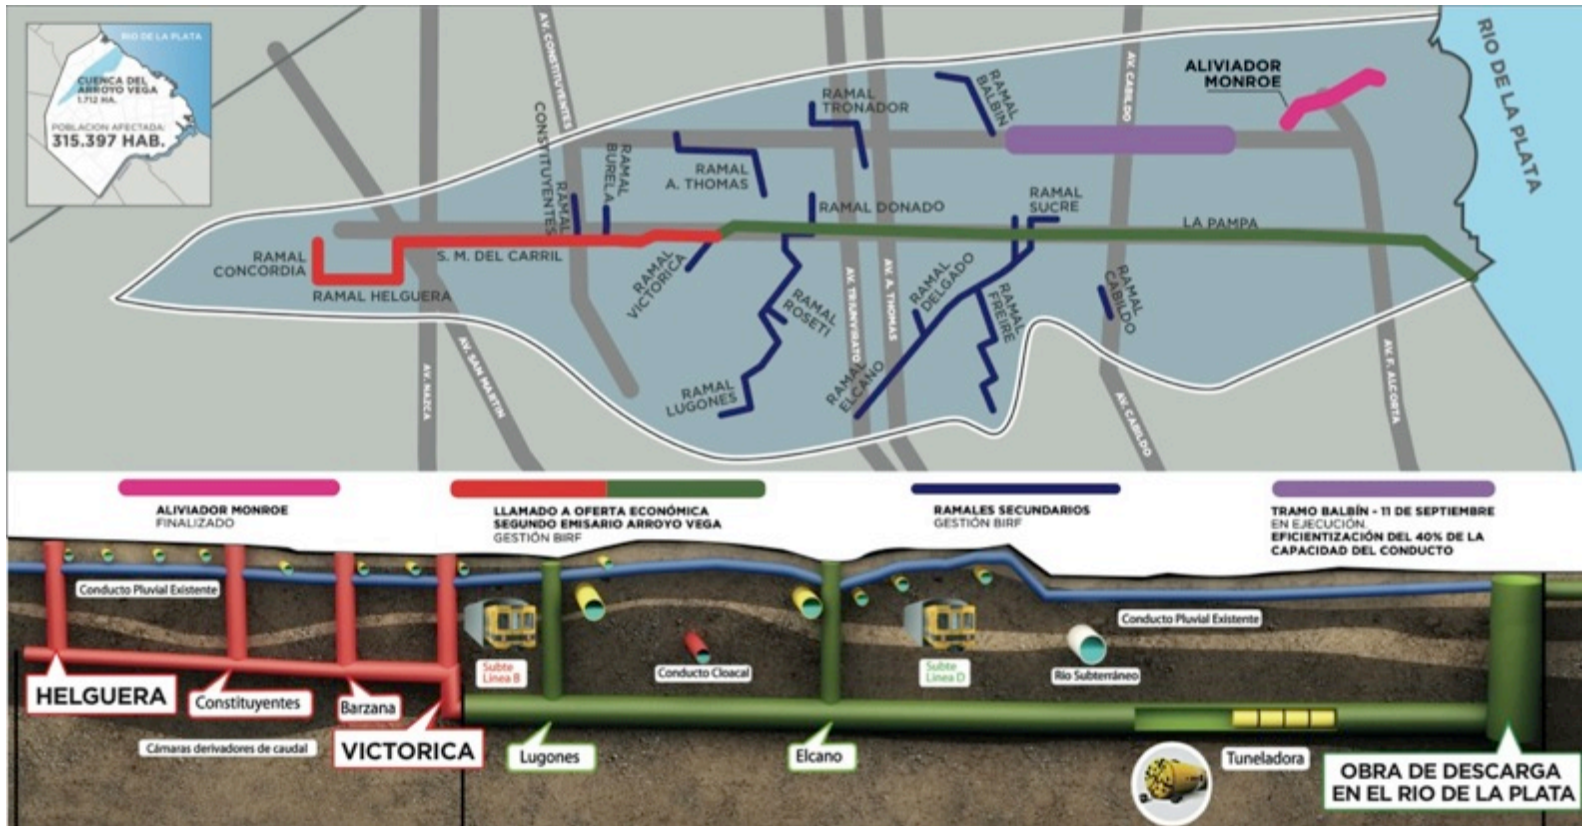 RIO DE LA PLATA
CUENCA DEL
ARROYO VEGA
1.712 HA.
POBLACION AFECTADA:
315.397 HAB.
AV. CONSTITUYENTES
AV. CABILDO
RIO DE LA PLATA
ALIVIADOR
MONROE
RAMAL
BALBIN
RAMAL
TRONADOR
RAMAL
CONSTITUYENTES
RAMAL
BURELA
RAMAL
A. THOMAS
RAMAL
SUCRE
RAMAL DONADO
LA PAMPA
RAMAL
CONCORDIA
S. M. DEL CARRIL
RAMAL HELGUERA
RAMAL
VICTORICA
RAMAL
ROSETI
AV. TRIUNVIRATO
AV. A. THOMAS
RAMAL
DELGADO
RAMAL
FREIRE
RAMAL
CABILDO
RAMAL
LUGONES
RAMAL
ELCANO
AV. NAZCA
AV. SAN MARTIN
AV. CABILDO
AV. F. ALCORTA
ALIVIADOR MONROE
FINALIZADO
LLAMADO A OFERTA ECONÓMICA
SEGUNDO EMISARIO ARROYO VEGA
GESTIÓN BIRF
RAMALES SECUNDARIOS
GESTIÓN BIRF
TRAMO BALBÍN - 11 DE SEPTIEMBRE
EN EJECUCIÓN.
EFICIENTIZACIÓN DEL 40% DE LA
CAPACIDAD DEL CONDUCTO
Conducto Pluvial Existente
Conducto Pluvial Existente
Subte
Linea B
Conducto Cloacal
Subte
Linea D
Río Subterráneo
HELGUERA
Constituyentes
Barzana
Cámaras derivadores de caudal
VICTORICA
Lugones
Elcano
Tuneladora
OBRA DE DESCARGA
EN EL RIO DE LA PLATA